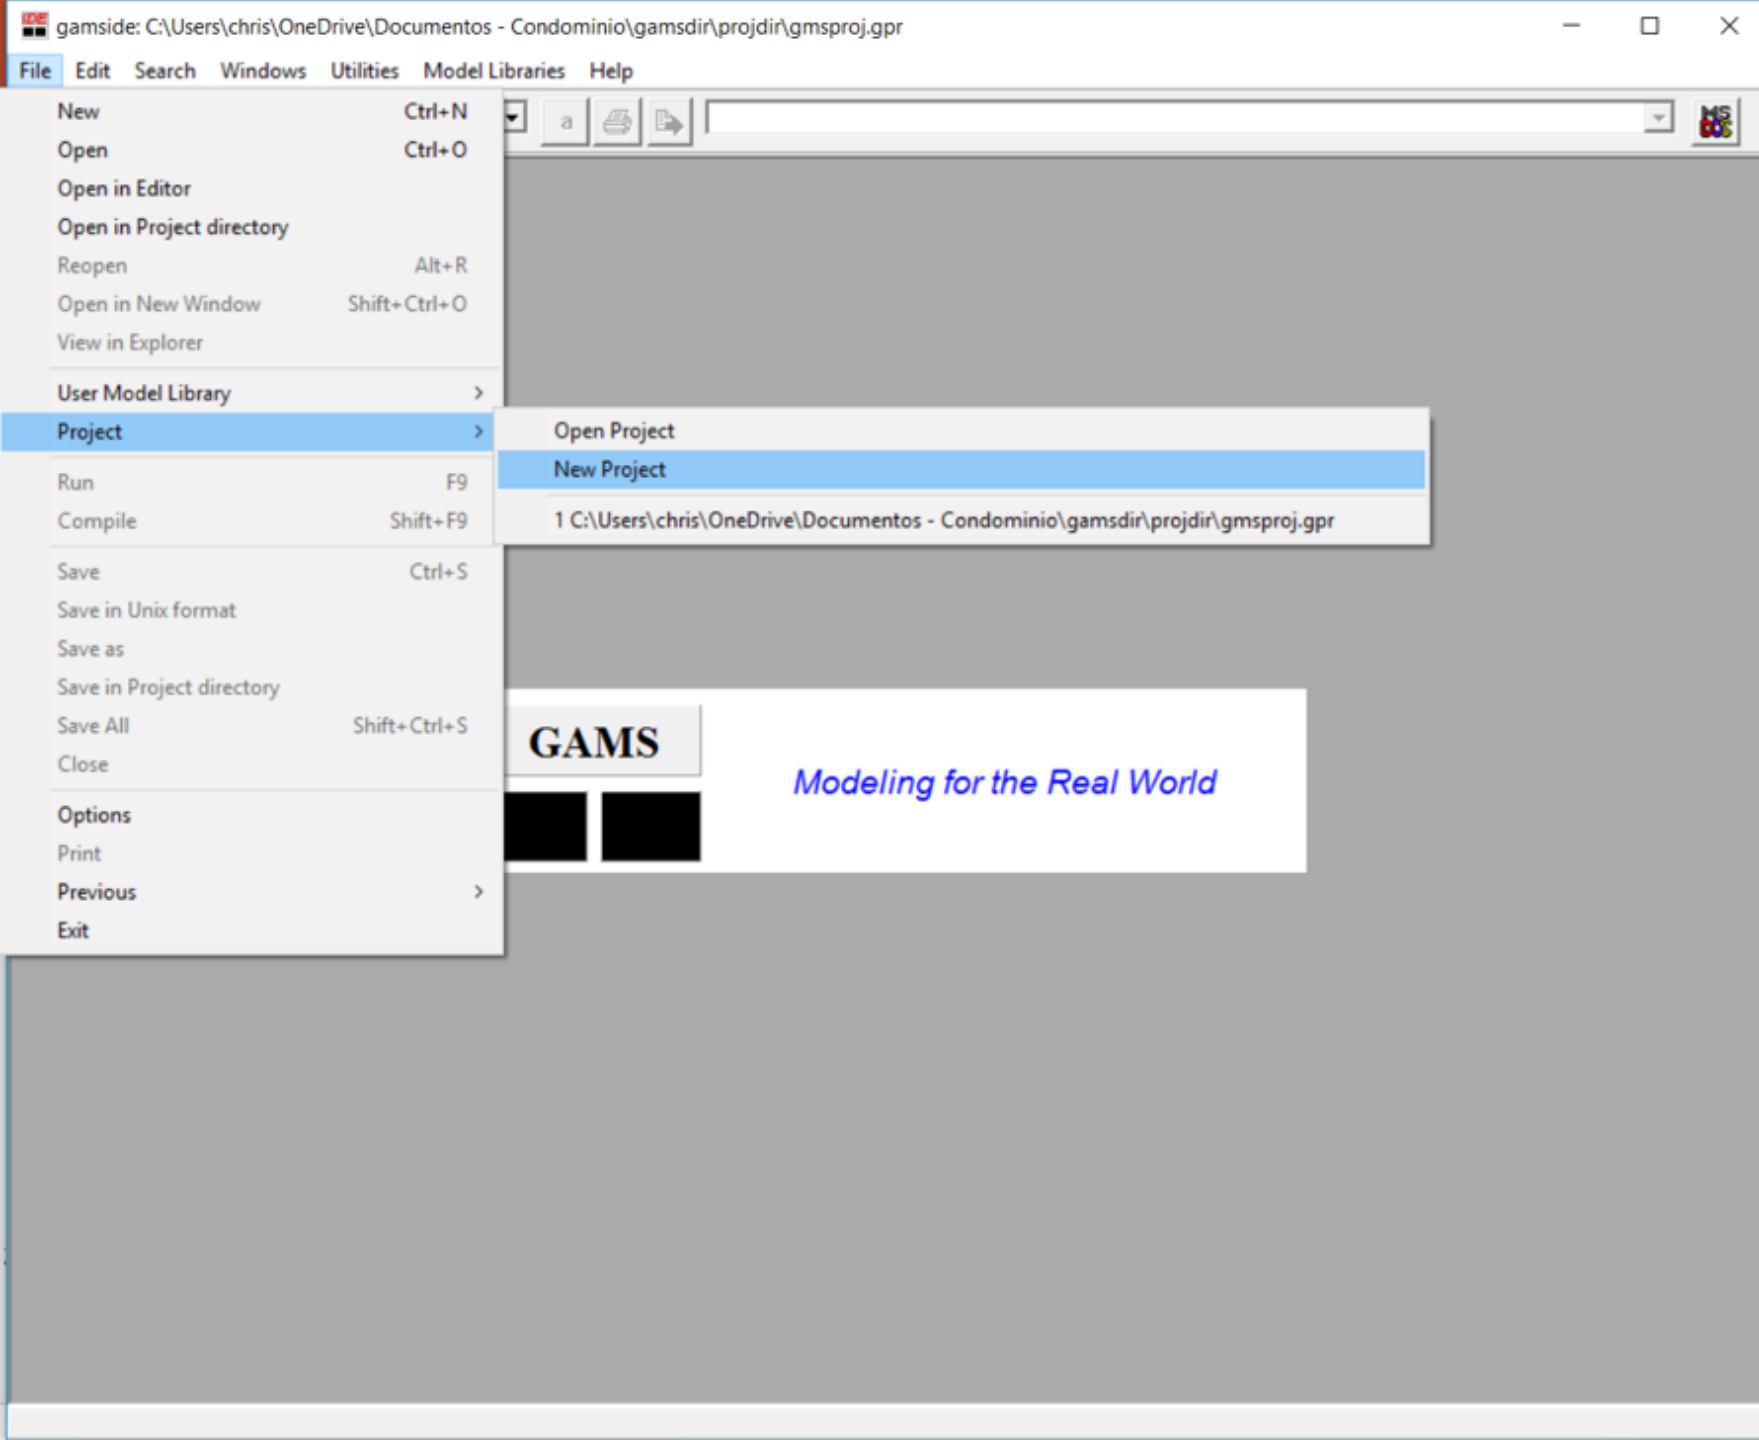 IDE gamside: C:\Users\chris\OneDrive\Documentos - Condominio\gamsdir\projdir\gmsproj.gpr
File Edit Search Windows Utilities Model Libraries Help
a MS DOS
New Ctrl+N
Open Ctrl+O
Open in Editor
Open in Project directory
Reopen Alt+R
Open in New Window Shift+Ctrl+O
View in Explorer
User Model Library
Project
Run F9
Compile Shift+F9
Save Ctrl+S
Save in Unix format
Save as
Save in Project directory
Save All Shift+Ctrl+S
Close
Options
Print
Previous
Exit
Open Project
New Project
1 C:\Users\chris\OneDrive\Documentos - Condominio\gamsdir\projdir\gmsproj.gpr
GAMS
Modeling for the Real World